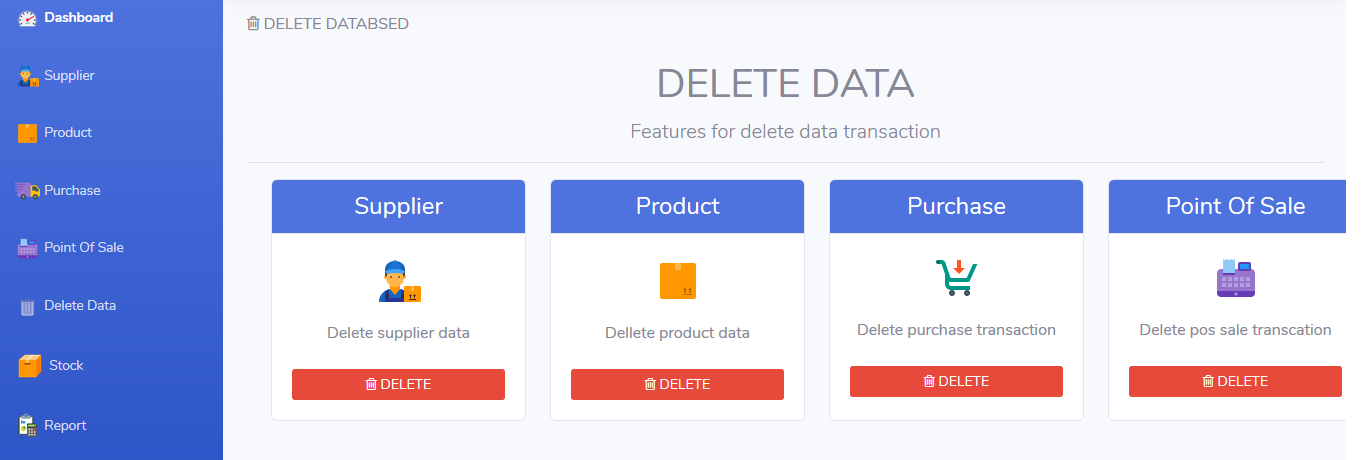 Dashboard
Supplier
Product
Purchase
Point Of Sale
Delete Data
Stock
Report
DELETE DATABSED
DELETE DATA
Features for delete data transaction
Supplier
Delete supplier data
DELETE
Product
Dellete product data
DELETE
Purchase
Delete purchase transaction
DELETE
Point Of Sale
Delete pos sale transcation
DELETE